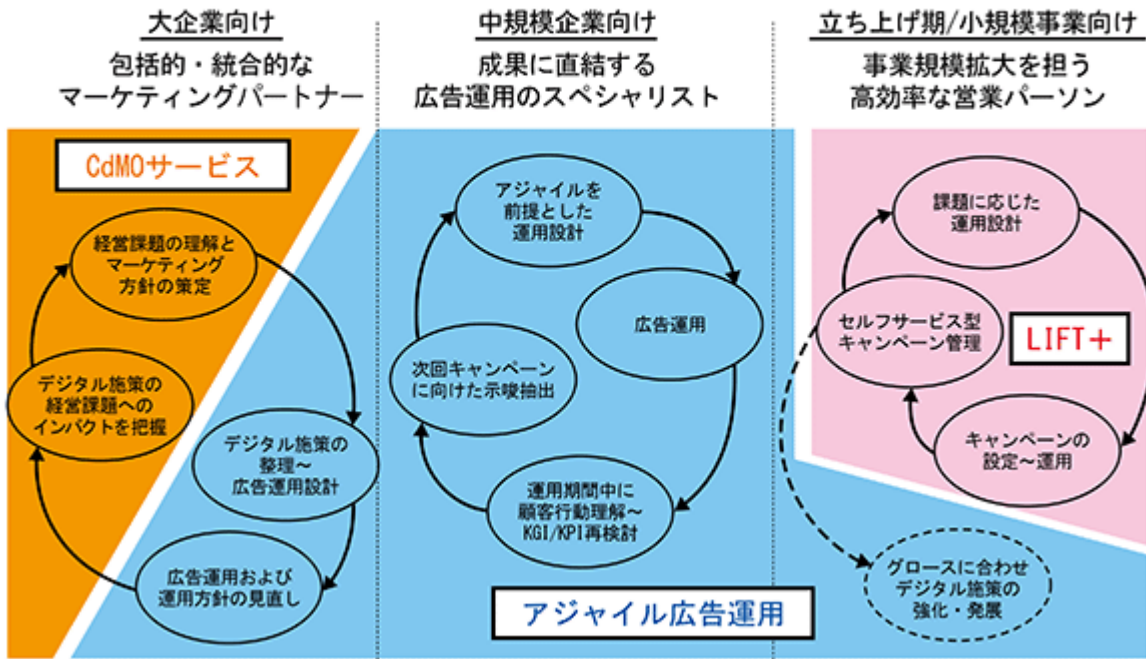 大企業向け
包括的・統合的な
マーケティングパートナー
中規模企業向け
成果に直結する
広告運用のスペシャリスト
立ち上げ期/小規模事業向け
事業規模拡大を担う
高効率な営業パーソン
CdMOサービス
経営課題の理解と
マーケティング
方針の策定
デジタル施策の
経営課題への
インパクトを把握
デジタル施策の
整理~
広告運用設計
広告運用および
運用方針の見直し
アジャイルを
前提とした
運用設計
広告運用
次回キャンペーン
に向けた示唆抽出
運用期間中に
顧客行動理解~
KGI/KPI再検討
アジャイル広告運用
課題に応じた
運用設計
セルフサービス型
キャンペーン管理
LIFT+
キャンペーンの
設定~運用
グロースに合わせ
デジタル施策の
強化・発展